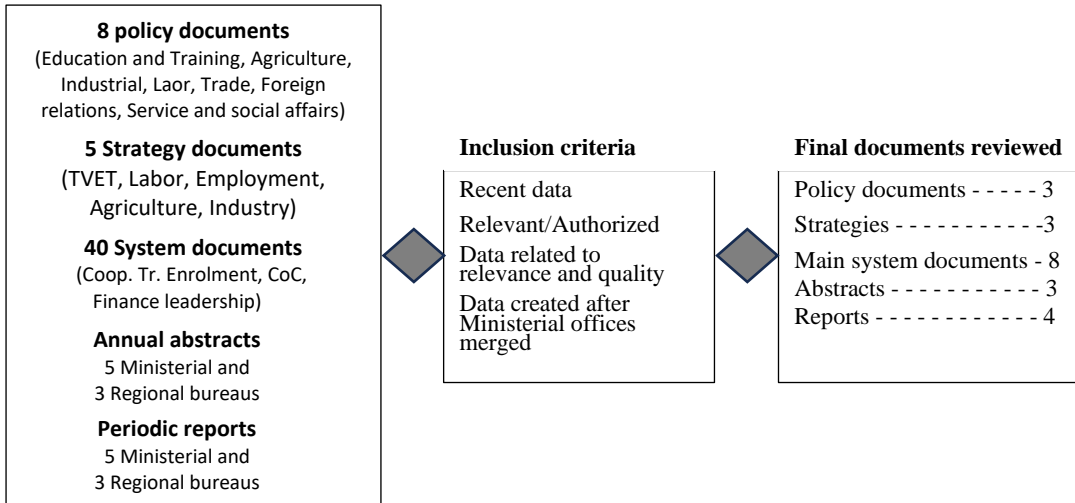 8 policy documents
(Education and Training, Agriculture,
Industrial, Laor, Trade, Foreign
relations, Service and social affairs)
5 Strategy documents
(TVET, Labor, Employment,
Agriculture, Industry)
40 System documents
(Coop. Tr. Enrolment, CoC,
Finance leadership)
Annual abstracts
5 Ministerial and
3 Regional bureaus
Periodic reports
5 Ministerial and
3 Regional bureaus
Inclusion criteria
Recent data
Relevant/Authorized
Data related to
relevance and quality
Data created after
Ministerial offices
merged
Final documents reviewed
Policy documents - - - - - 3
Strategies - - - - - - - - - - -3
Main system documents - 8
Abstracts - - - - - - - - - - 3
Reports - - - - - - - - - - - - 4